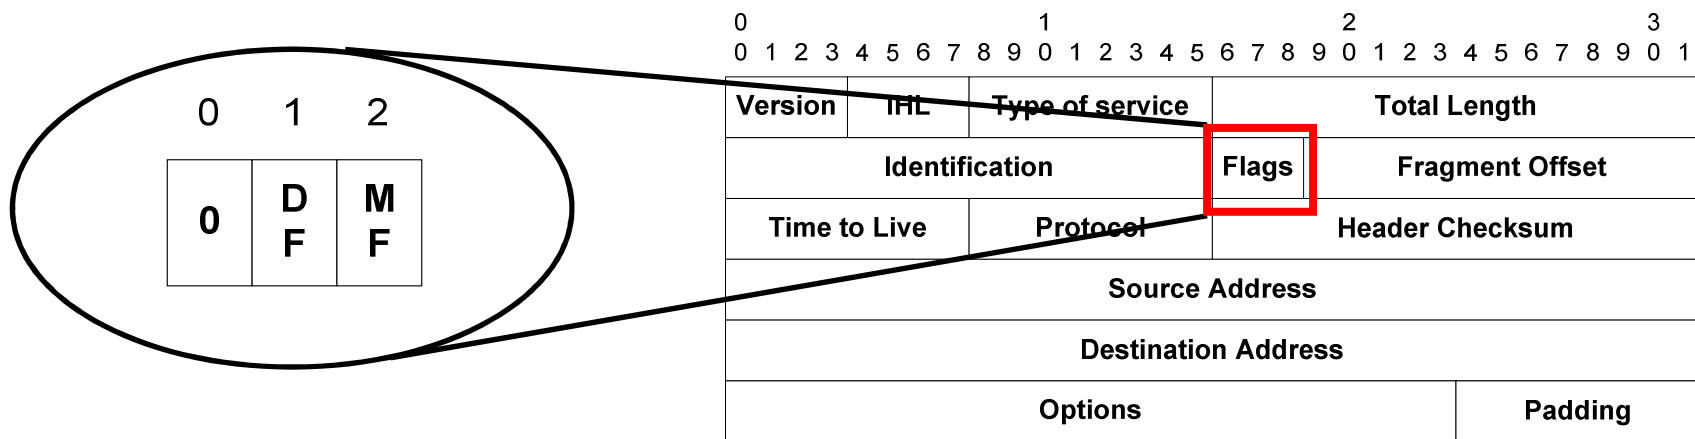 0 1 2 3
0 1 2 3 4 5 6 7 8 9 0 1 2 3 4 5 6 7 8 9 0 1 2 3 4 5 6 7 8 9 0 1
0 1 2
0 D M
F F
Version IHL Type of service Total Length
Identification Flags Fragment Offset
Time to Live Protocol Header Checksum
Source Address
Destination Address
Options Padding